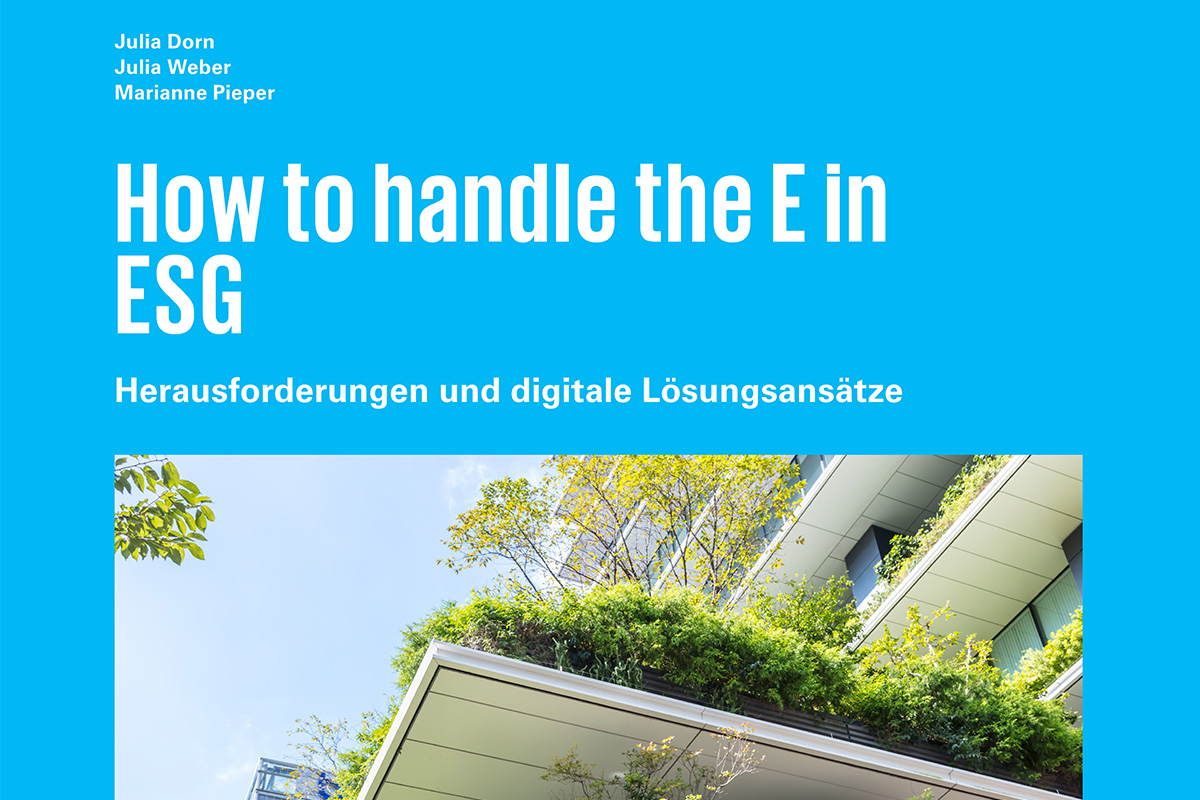 Julia Dorn
Julia Weber
Marianne Pieper
How to handle the E in
ESG
Herausforderungen und digitale Lösungsansätze